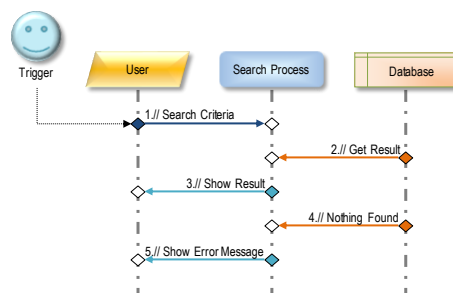 Trigger
User
Search Process
Database
1.// Search Criteria
2.// Get Result
3.// Show Result
4.// Nothing Found
5.// Show Error Message